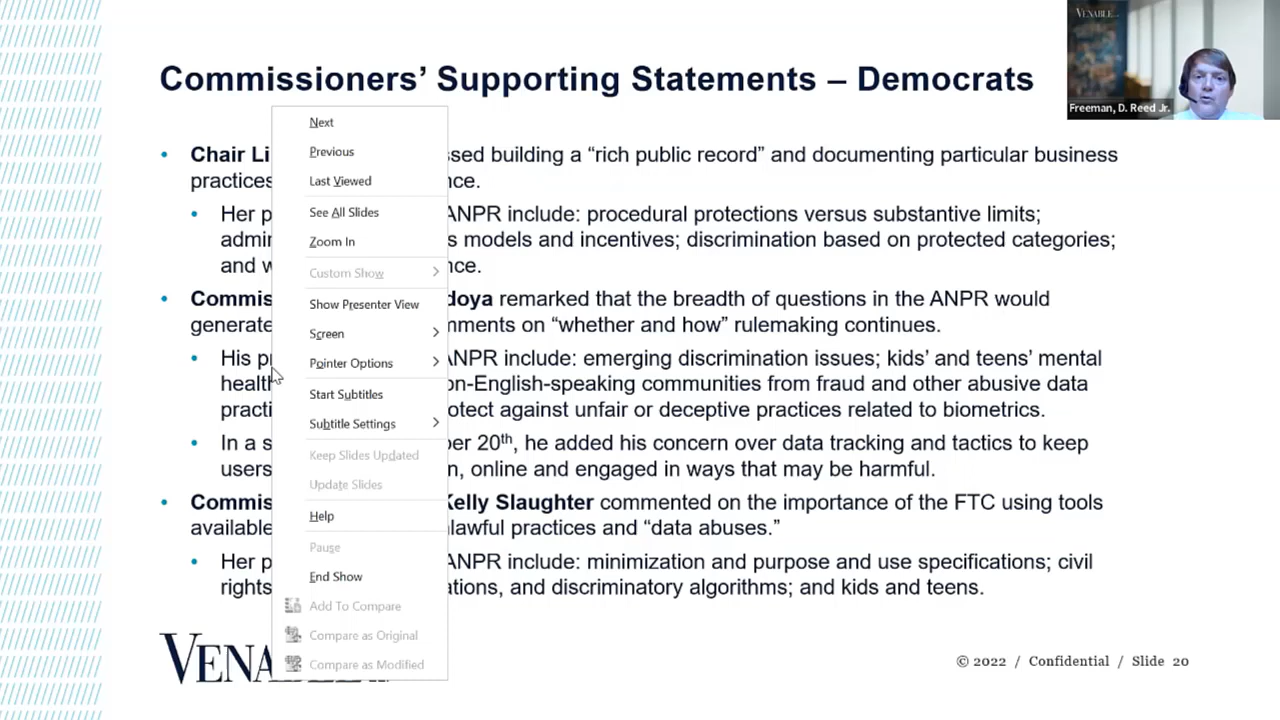 VENABLE
Freeman, D. Reed Jr.
Commissioners’ Supporting Statements – Democrats
• Chair Li ssed building a “rich public record” and documenting particular business
practices nce.
• Her p ANPR include: procedural protections versus substantive limits;
admin s models and incentives; discrimination based on protected categories;
and w nce.
• Commis doya remarked that the breadth of questions in the ANPR would
generate mments on “whether and how” rulemaking continues.
• His pr ANPR include: emerging discrimination issues; kids’ and teens’ mental
health on-English-speaking communities from fraud and other abusive data
practi otect against unfair or deceptive practices related to biometrics.
• In a s ber 20th, he added his concern over data tracking and tactics to keep
users n, online and engaged in ways that may be harmful.
• Commis Kelly Slaughter commented on the importance of the FTC using tools
available nlawful practices and “data abuses.”
• Her p ANPR include: minimization and purpose and use specifications; civil
rights ations, and discriminatory algorithms; and kids and teens.
Next
Previous
Last Viewed
See All Slides
Zoom In
Custom Show
Show Presenter View
Screen
Pointer Options
Start Subtitles
Subtitle Settings
Keep Slides Updated
Update Slides
Help
Pause
End Show
Add To Compare
Compare as Original
Compare as Modified
VENA
© 2022 / Confidential / Slide 20